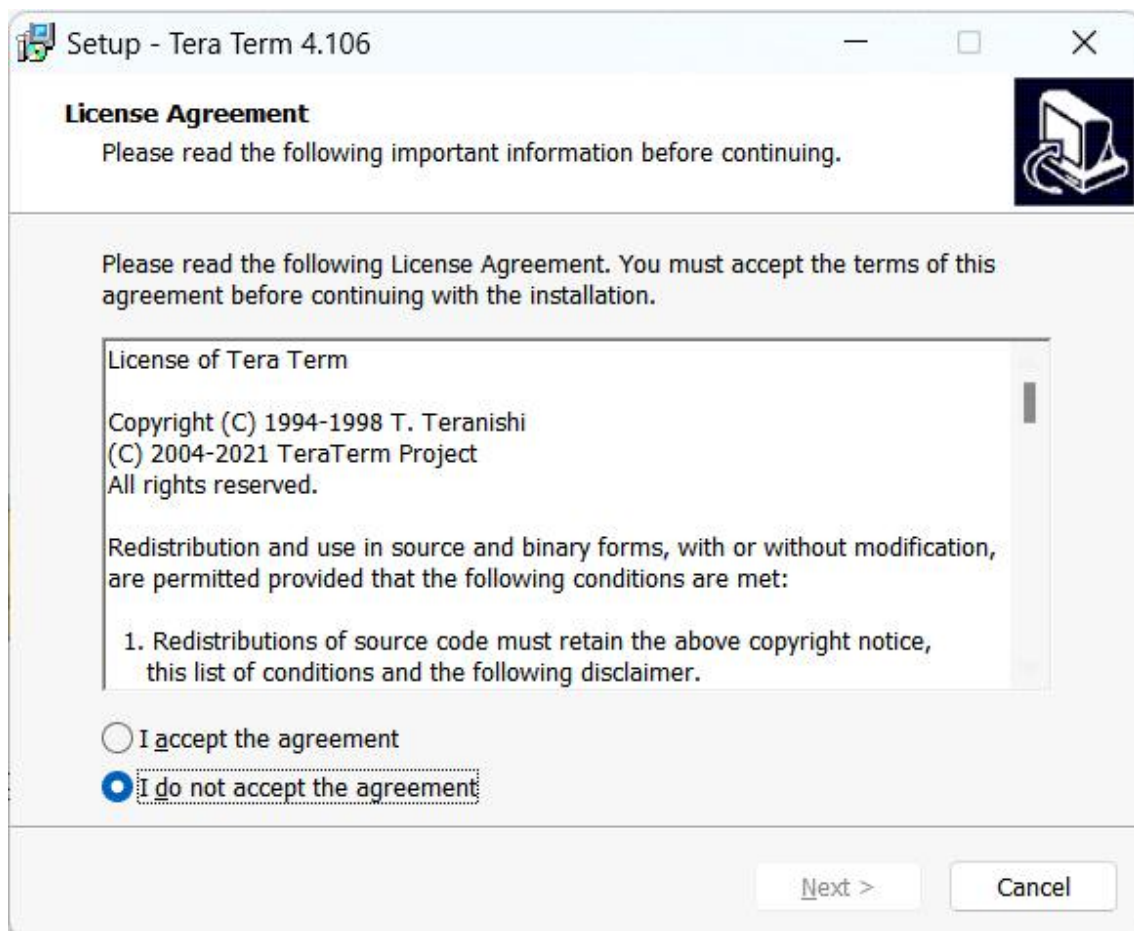 Setup - Tera Term 4.106
License Agreement
Please read the following important information before continuing.
Please read the following License Agreement. You must accept the terms of this
agreement before continuing with the installation.
License of Tera Term
Copyright (C) 1994-1998 T. Teranishi
(C) 2004-2021 TeraTerm Project
All rights reserved.
Redistribution and use in source and binary forms, with or without modification,
are permitted provided that the following conditions are met:
1. Redistributions of source code must retain the above copyright notice,
this list of conditions and the following disclaimer.
I accept the agreement
I do not accept the agreement
Next >
Cancel